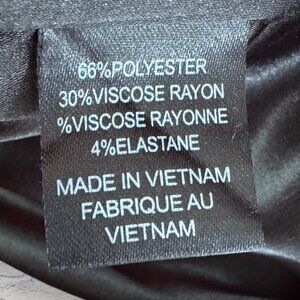 66%POLYESTER
30%VISCOSE RAYON
%VISCOSE RAYONNE
4%ELASTANE
MADE IN VIETNAM
FABRIQUE AU
VIETNAM